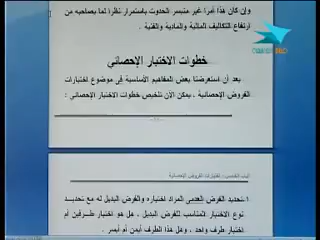 وإن كان هذا أمرا غير متيسر الحدوث باستمرار نظرا لما يصاحبه من
ارتفاع التكاليف المالية والمادية والفنية .
خطوات الاختبار الإحصائي
بعد أن استعرضنا بعض المفاهيم الأساسية في موضوع اختبارات
الفروض الإحصائية ، يمكن الآن تلخيص خطوات الاختبار الإحصائي :
الباب الخامس : اختبارات الفروض الإحصائية
١-تحديد الفرض العدمي المراد اختباره والفرض البديل له مع تحديد
نوع الاختبار المناسب للفرض البديل ، هل هو اختبار طرفين أم
اختبار طرف واحد ، وهل هذا الطرف أيمن أم أيسر .